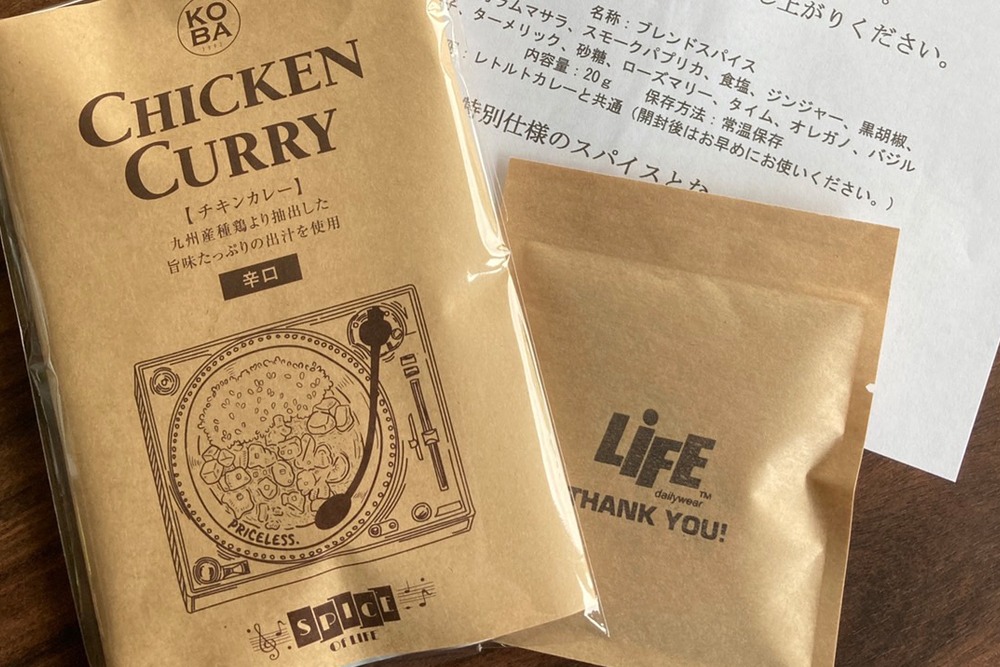 KO
BA
CHICKEN
CURRY
【チキンカレー】
九州産種鶏より抽出した
旨味たっぷりの出汁を使用
辛口
PRICELESS.
SPICE
OF LIFE
し上がりください。
名称：ブレンドスパイス
ラムマサラ、スモークパプリカ、食塩、ジンジャー、黒胡椒、
ターメリック、砂糖、ローズマリー、タイム、オレガノ、バジル
内容量：20g 保存方法：常温保存
レトルトカレーと共通（開封後はお早めにお使いください。）
特別仕様のスパイスとな
LiFE
dailywear™
THANK YOU!